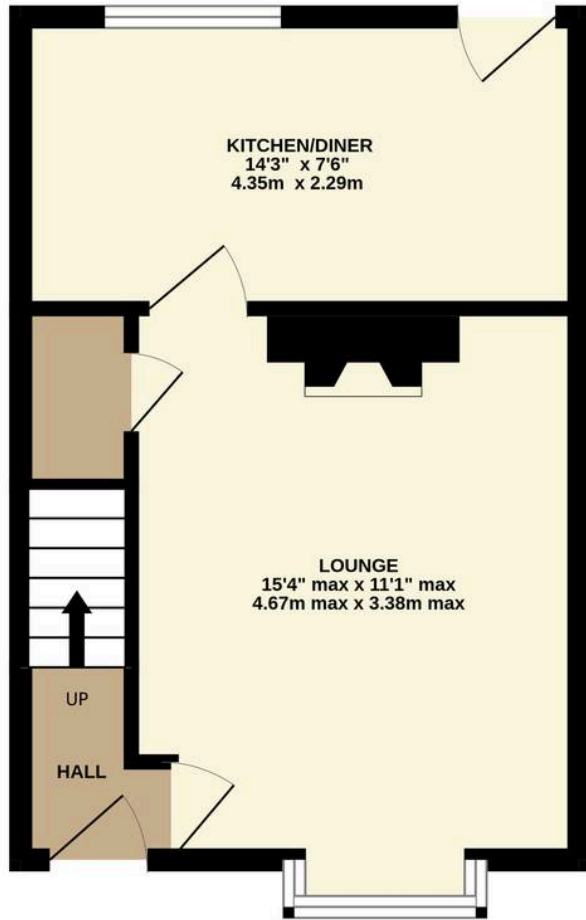 KITCHEN/DINER
14'3" x 7'6"
4.35m x 2.29m
LOUNGE
15'4" max x 11'1" max
4.67m max x 3.38m max
UP
HALL